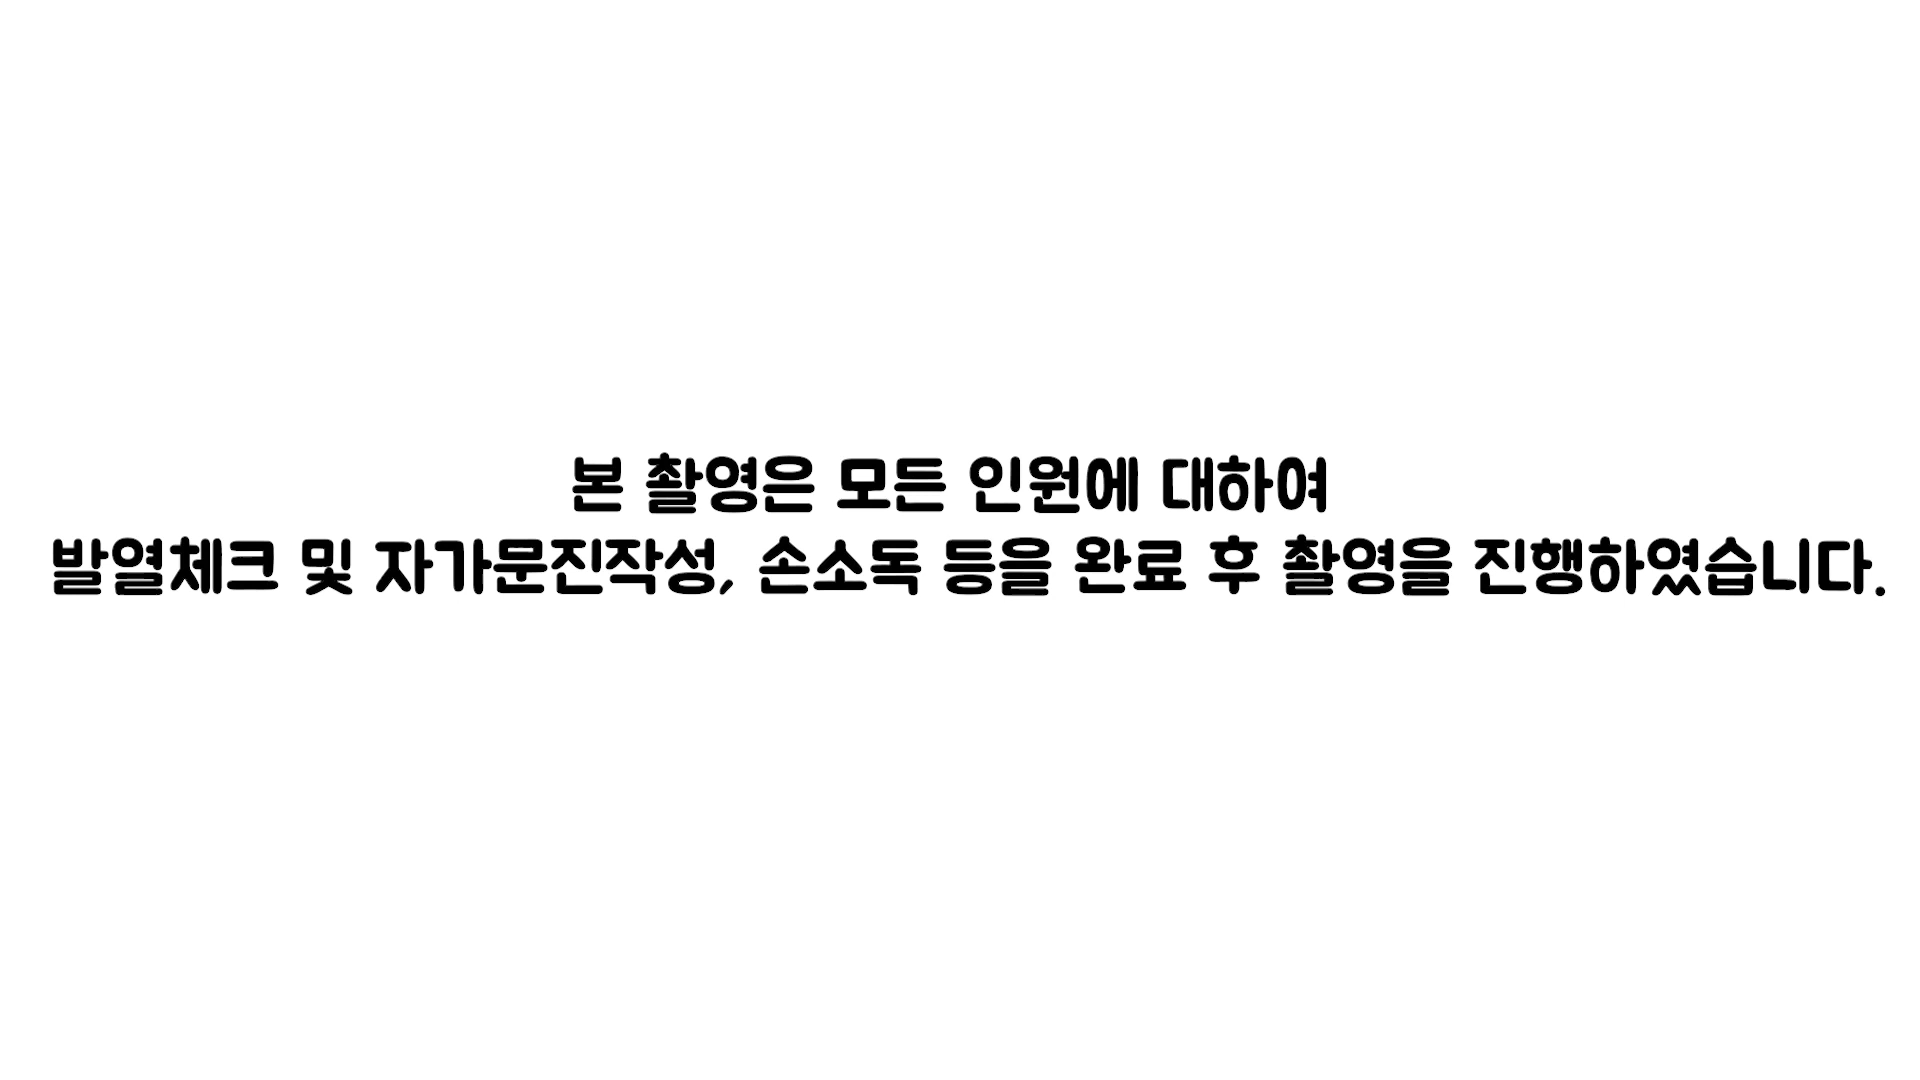 본 촬영은 모든 인원에 대하여
발열체크 및 자가문진작성, 손소독 등을 완료 후 촬영을 진행하였습니다.